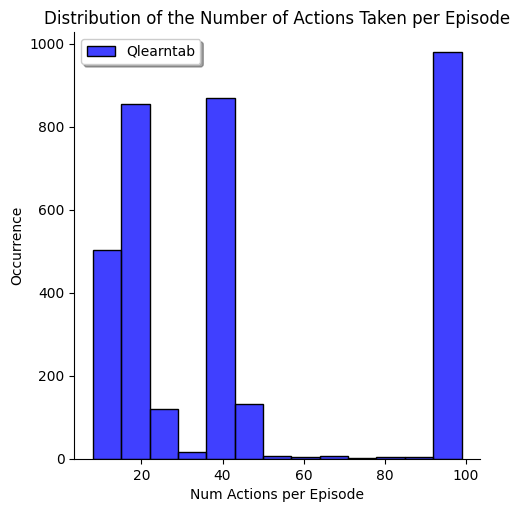 Distribution of the Number of Actions Taken per Episode
Qlearntab
1000
800
600
400
200
0
Occurrence
20 40 60 80 100
Num Actions per Episode